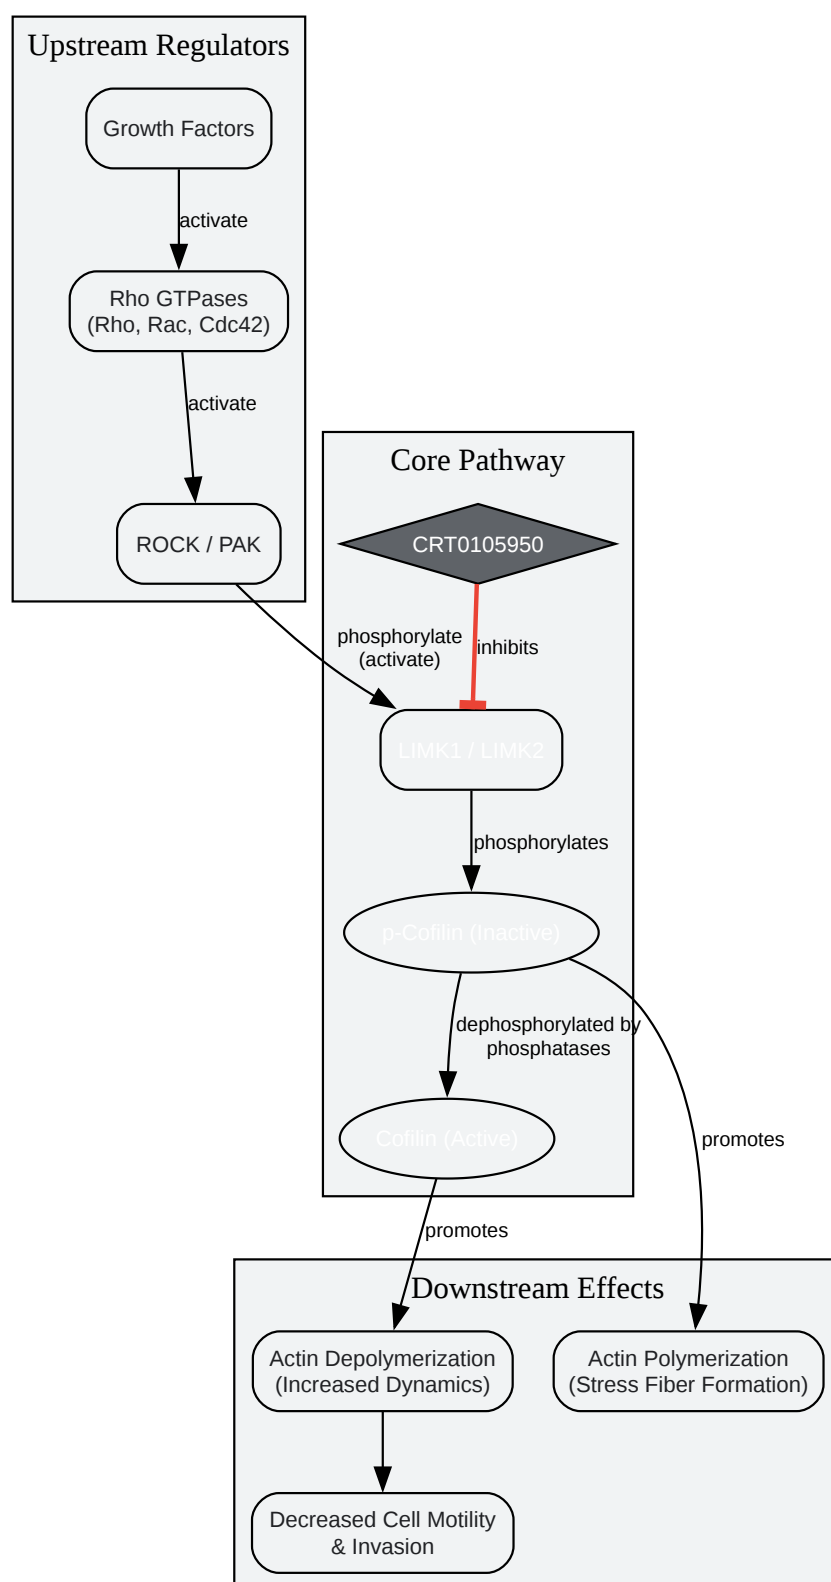 Upstream Regulators
Growth Factors
activate
Rho GTPases
(Rho, Rac, Cdc42)
activate
ROCK / PAK
Core Pathway
CRT0105950
phosphorylate
(activate)
inhibits
LIMK1 / LIMK2
phosphorylates
p-Cofilin (Inactive)
dephosphorylated by
phosphatases
Cofilin (Active)
promotes
promotes
Downstream Effects
Actin Depolymerization
(Increased Dynamics)
Actin Polymerization
(Stress Fiber Formation)
Decreased Cell Motility
& Invasion